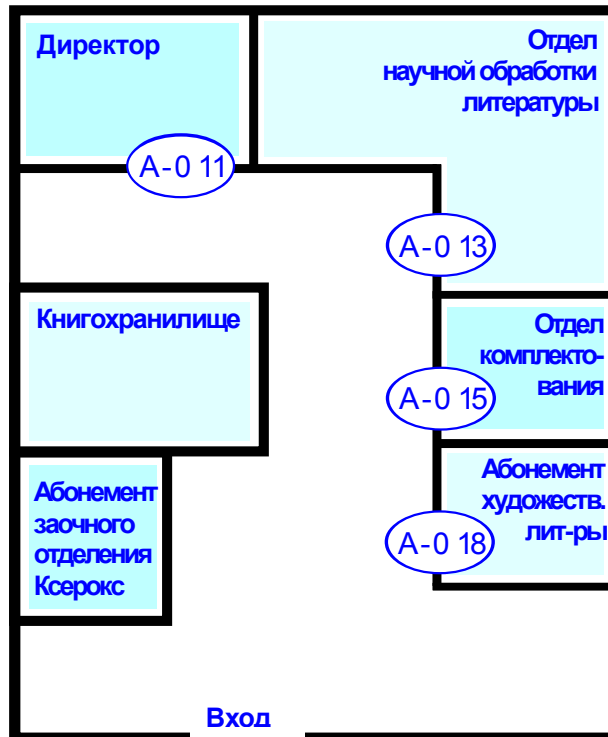 Директор
Отдел
научной обработки
литературы
А-0 11
А-0 13
Книгохранилище
Отдел
комплекто-
вания
А-0 15
Абонемент
заочного
отделения
Ксерокс
Абонемент
художеств.
лит-ры
А-0 18
Вход